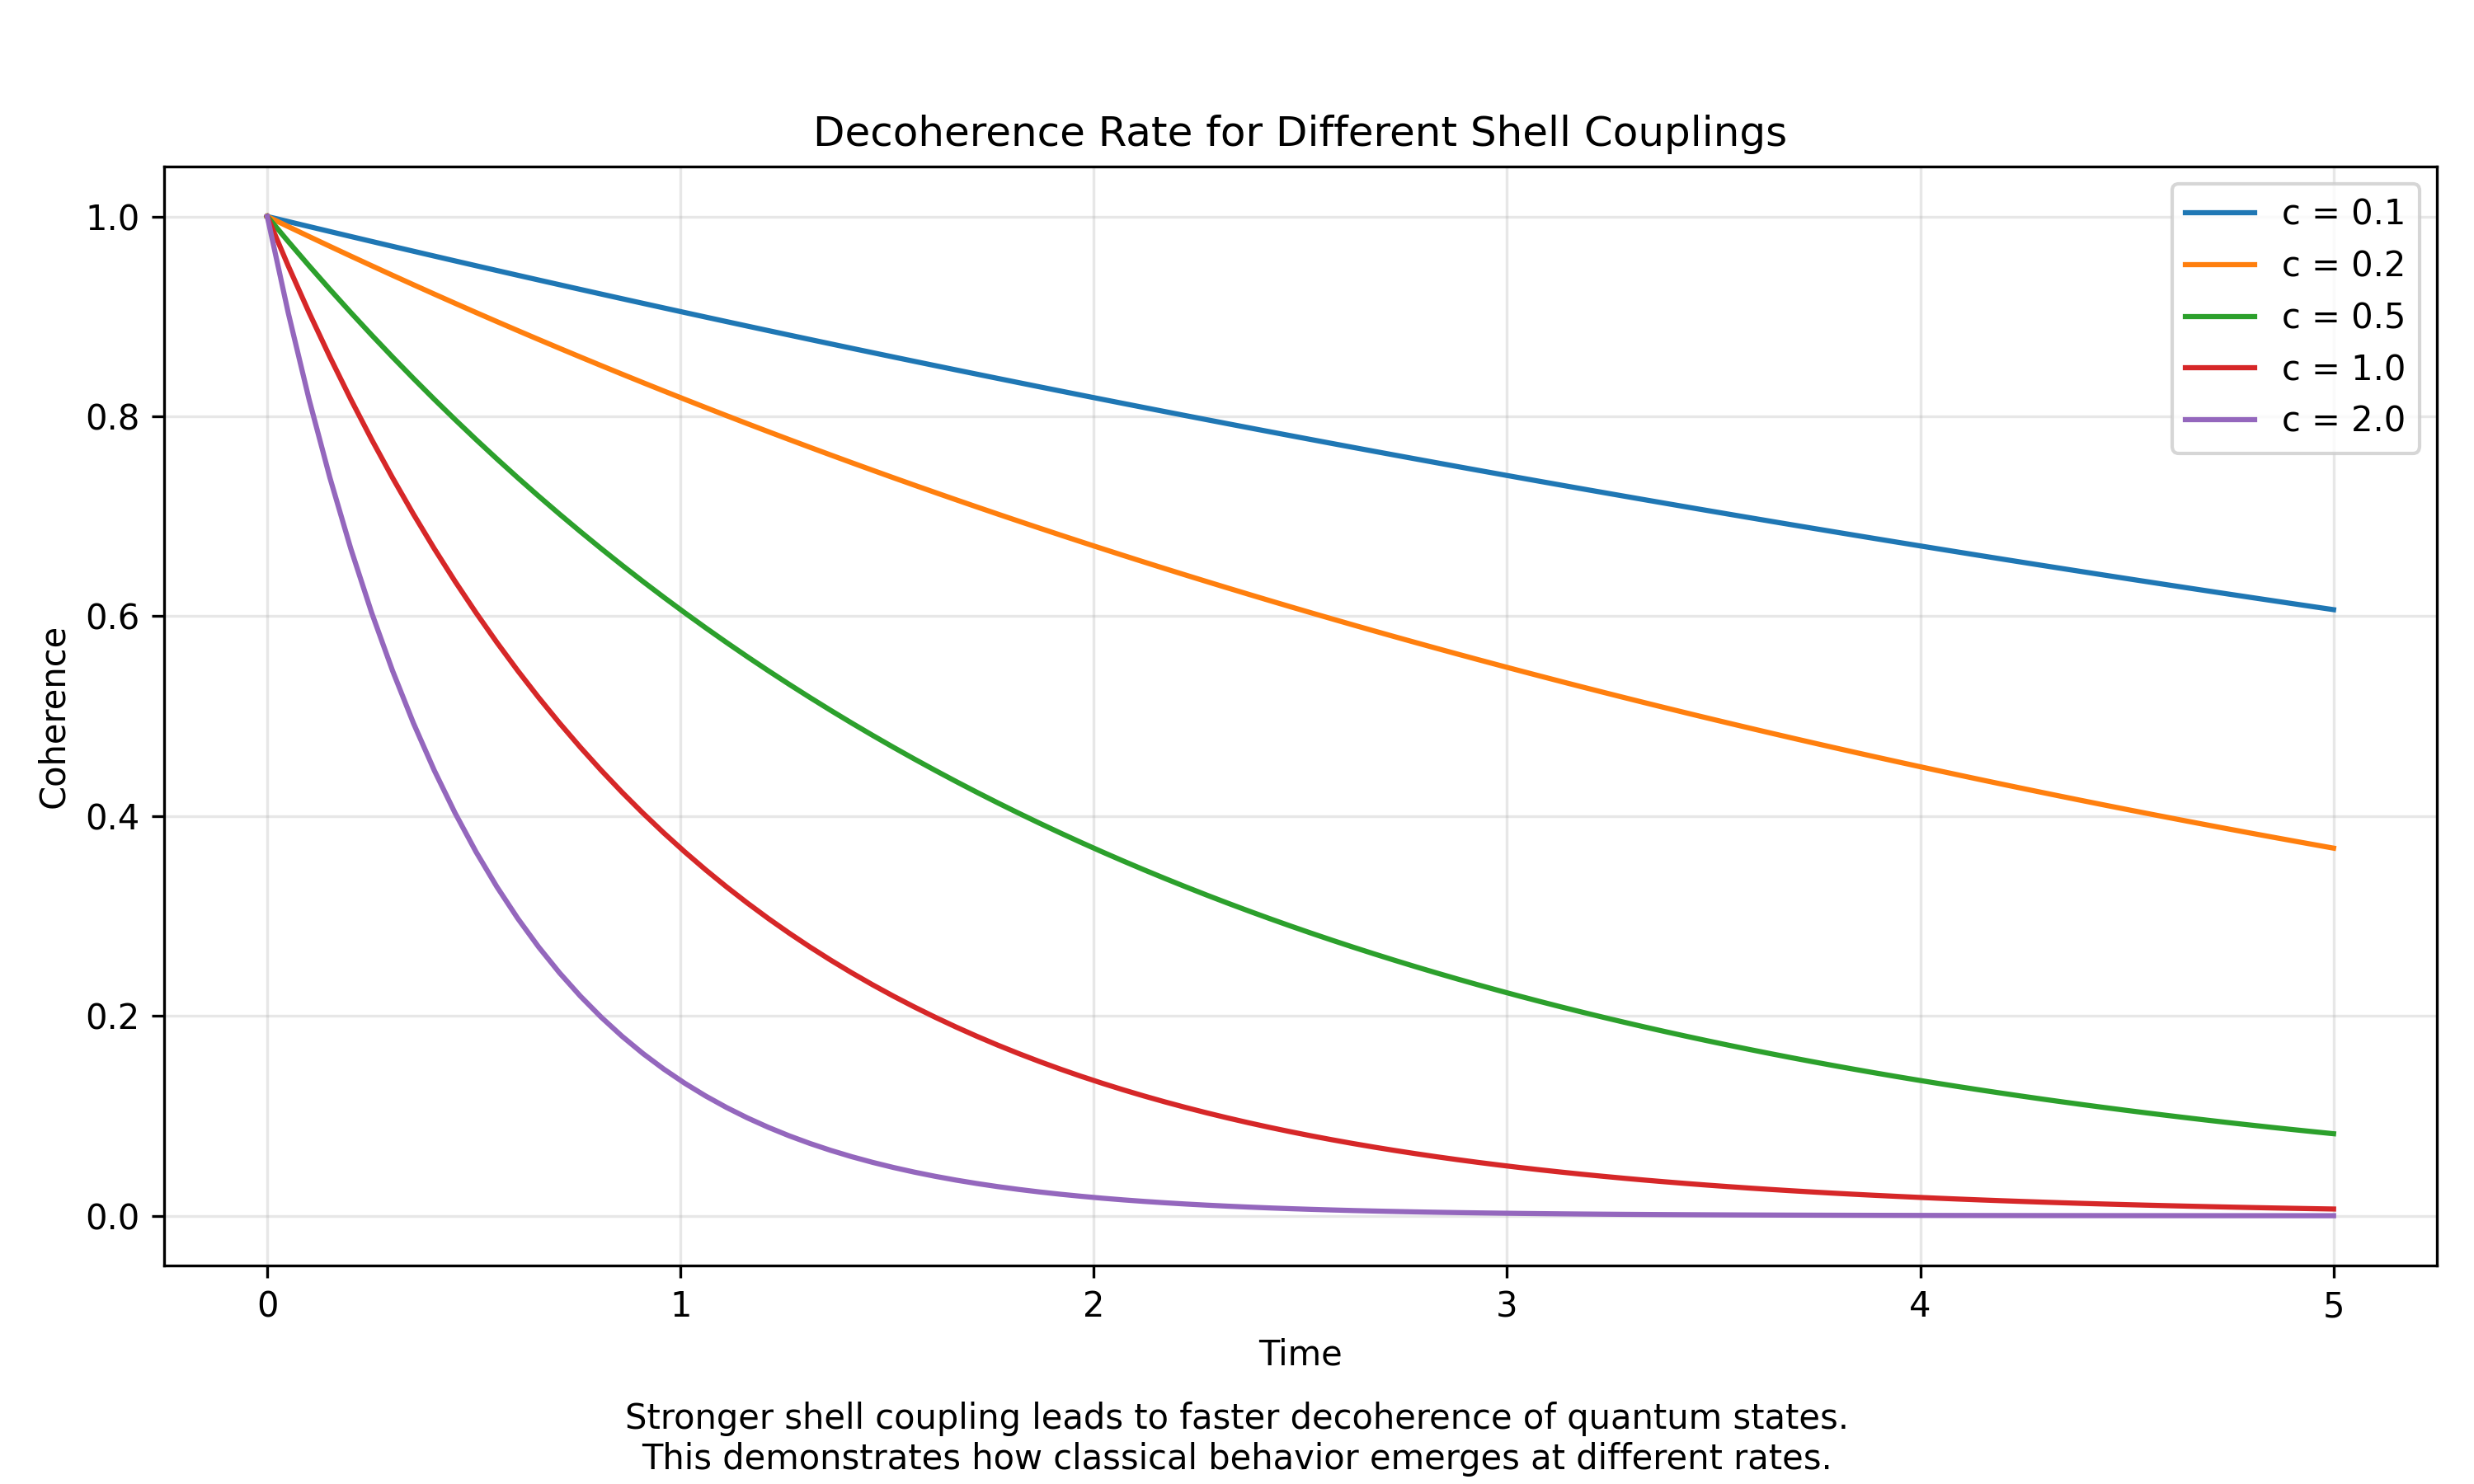 Decoherence Rate for Different Shell Couplings
c = 0.1
c = 0.2
c = 0.5
c = 1.0
c = 2.0
Coherence
1.0
0.8
0.6
0.4
0.2
0.0
0 1 2 3 4 5
Time
Stronger shell coupling leads to faster decoherence of quantum states.
This demonstrates how classical behavior emerges at different rates.